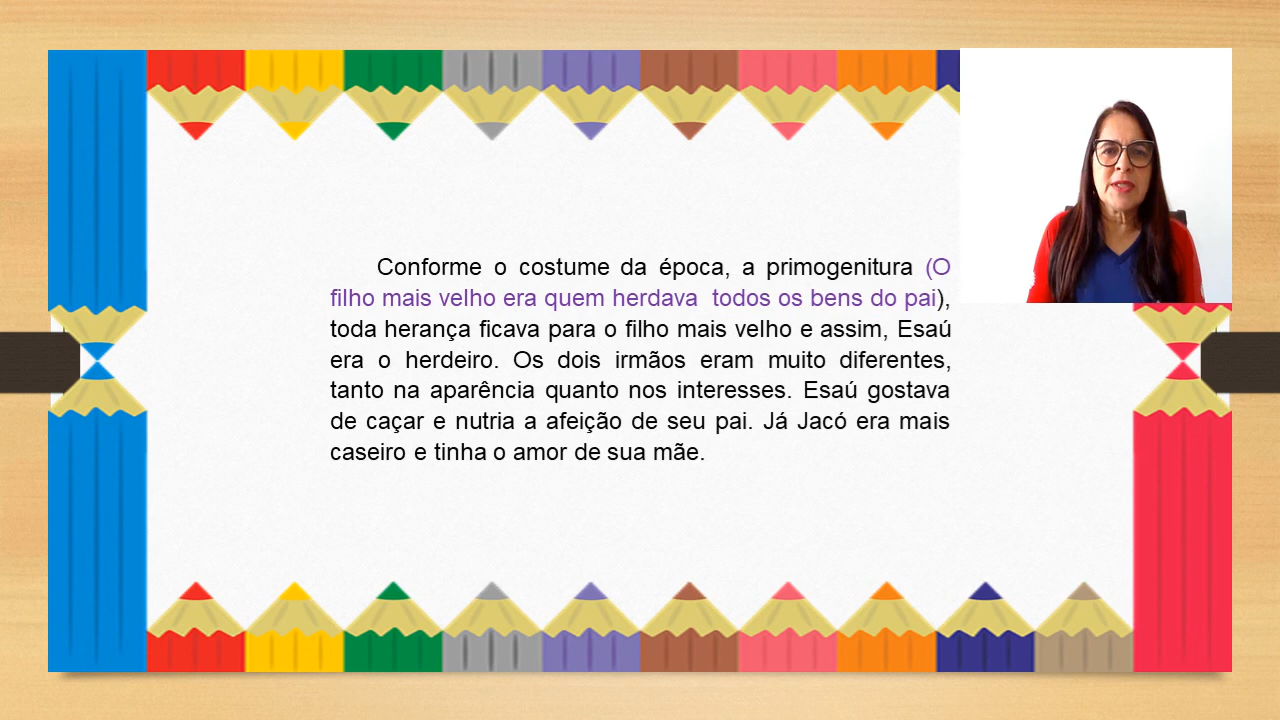 Conforme o costume da época, a primogenitura (O
filho mais velho era quem herdava  todos os bens do pai),
toda herança ficava para o filho mais velho e assim, Esaú
era o herdeiro. Os dois irmãos eram muito diferentes,
tanto na aparência quanto nos interesses. Esaú gostava
de caçar e nutria a afeição de seu pai. Já Jacó era mais
caseiro e tinha o amor de sua mãe.